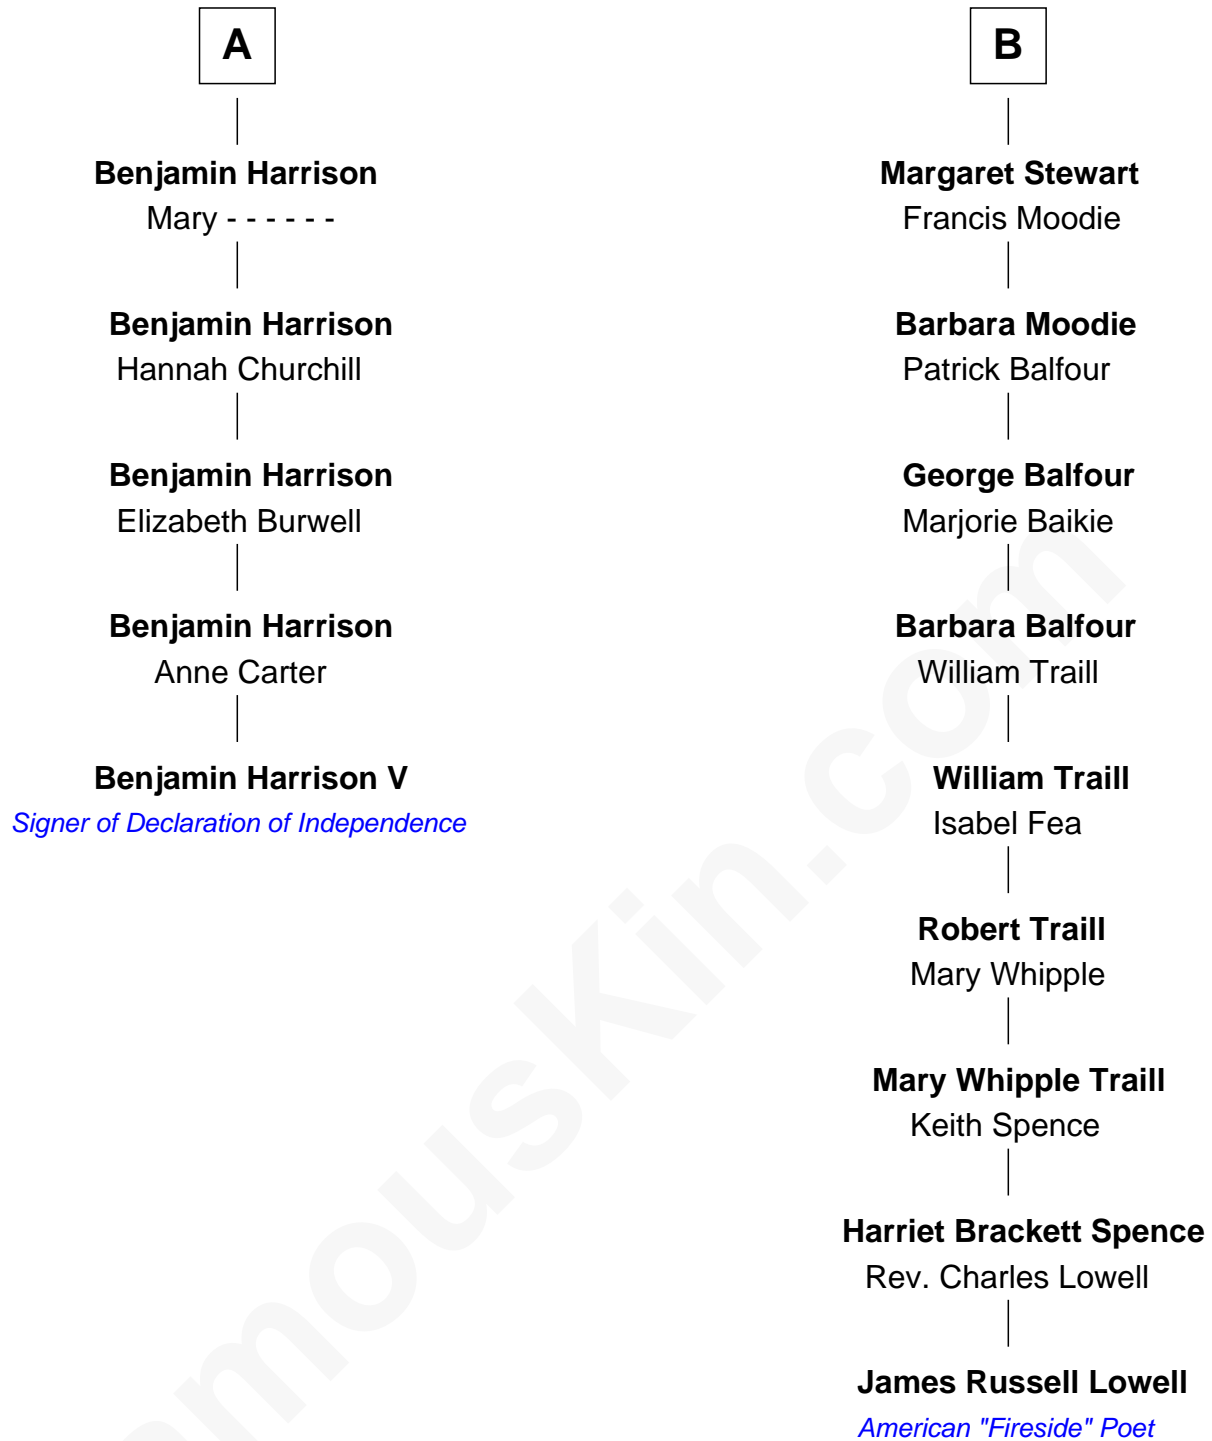 A
Benjamin Harrison
Mary - - - - - -
Benjamin Harrison
Hannah Churchill
Benjamin Harrison
Elizabeth Burwell
Benjamin Harrison
Anne Carter
Benjamin Harrison V
Signer of Declaration of Independence
B
Margaret Stewart
Francis Moodie
Barbara Moodie
Patrick Balfour
George Balfour
Marjorie Baikie
Barbara Balfour
William Traill
William Traill
Isabel Fea
Robert Traill
Mary Whipple
Mary Whipple Traill
Keith Spence
Harriet Brackett Spence
Rev. Charles Lowell
James Russell Lowell
American "Fireside" Poet
amouskin.com